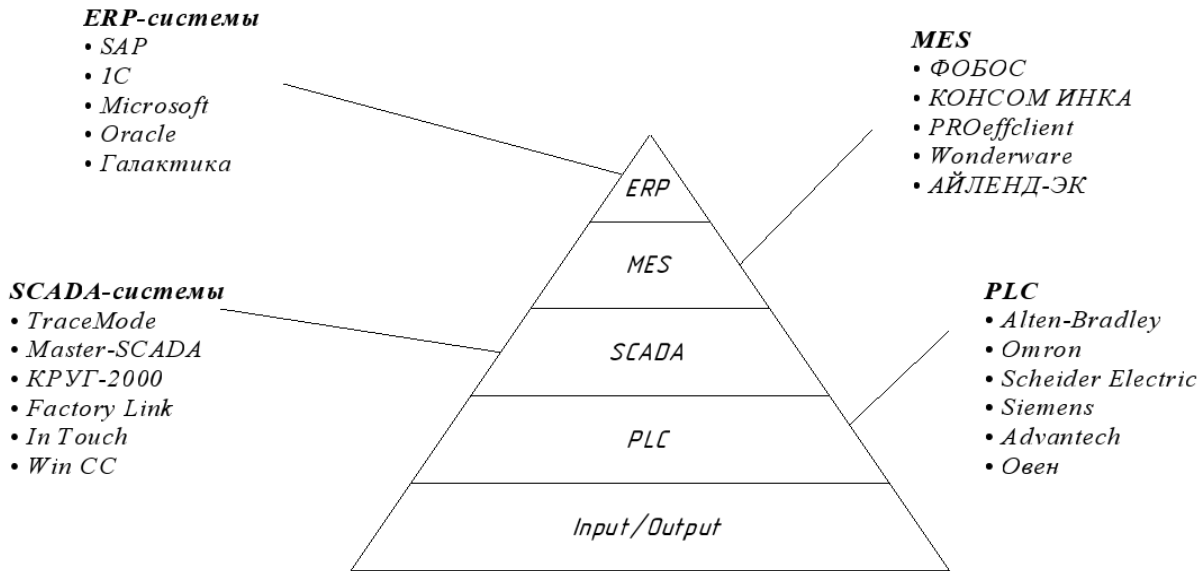 ERP-системы
• SAP
• 1C
• Microsoft
• Oracle
• Галактика
MES
• ФОБОС
• КОНСОМ ИНКА
• PROeffclient
• Wonderware
• АЙЛЕНД-ЭК
SCADA-системы
• TraceMode
• Master-SCADA
• КРУГ-2000
• Factory Link
• In Touch
• Win CC
PLC
• Alten-Bradley
• Omron
• Scheider Electric
• Siemens
• Advantech
• Овен
ERP
MES
SCADA
PLC
Input/Output